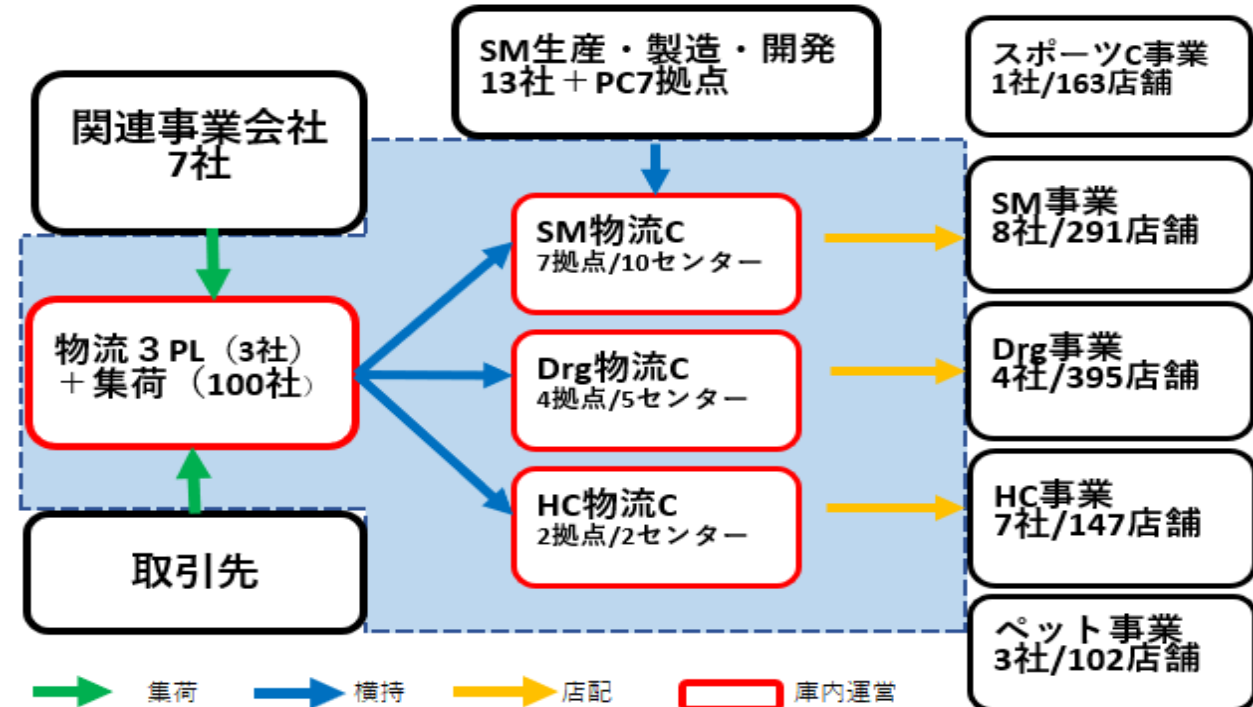 関連事業会社
7社
SM生産・製造・開発
13社＋PC7拠点
スポーツC事業
1社/163店舗
SM物流C
7拠点/10センター
SM事業
8社/291店舗
物流３PL（3社）
＋集荷（100社）
Drg物流C
4拠点/5センター
Drg事業
4社/395店舗
HC物流C
2拠点/2センター
HC事業
7社/147店舗
取引先
ペット事業
3社/102店舗
集荷
横持
店配
庫内運営